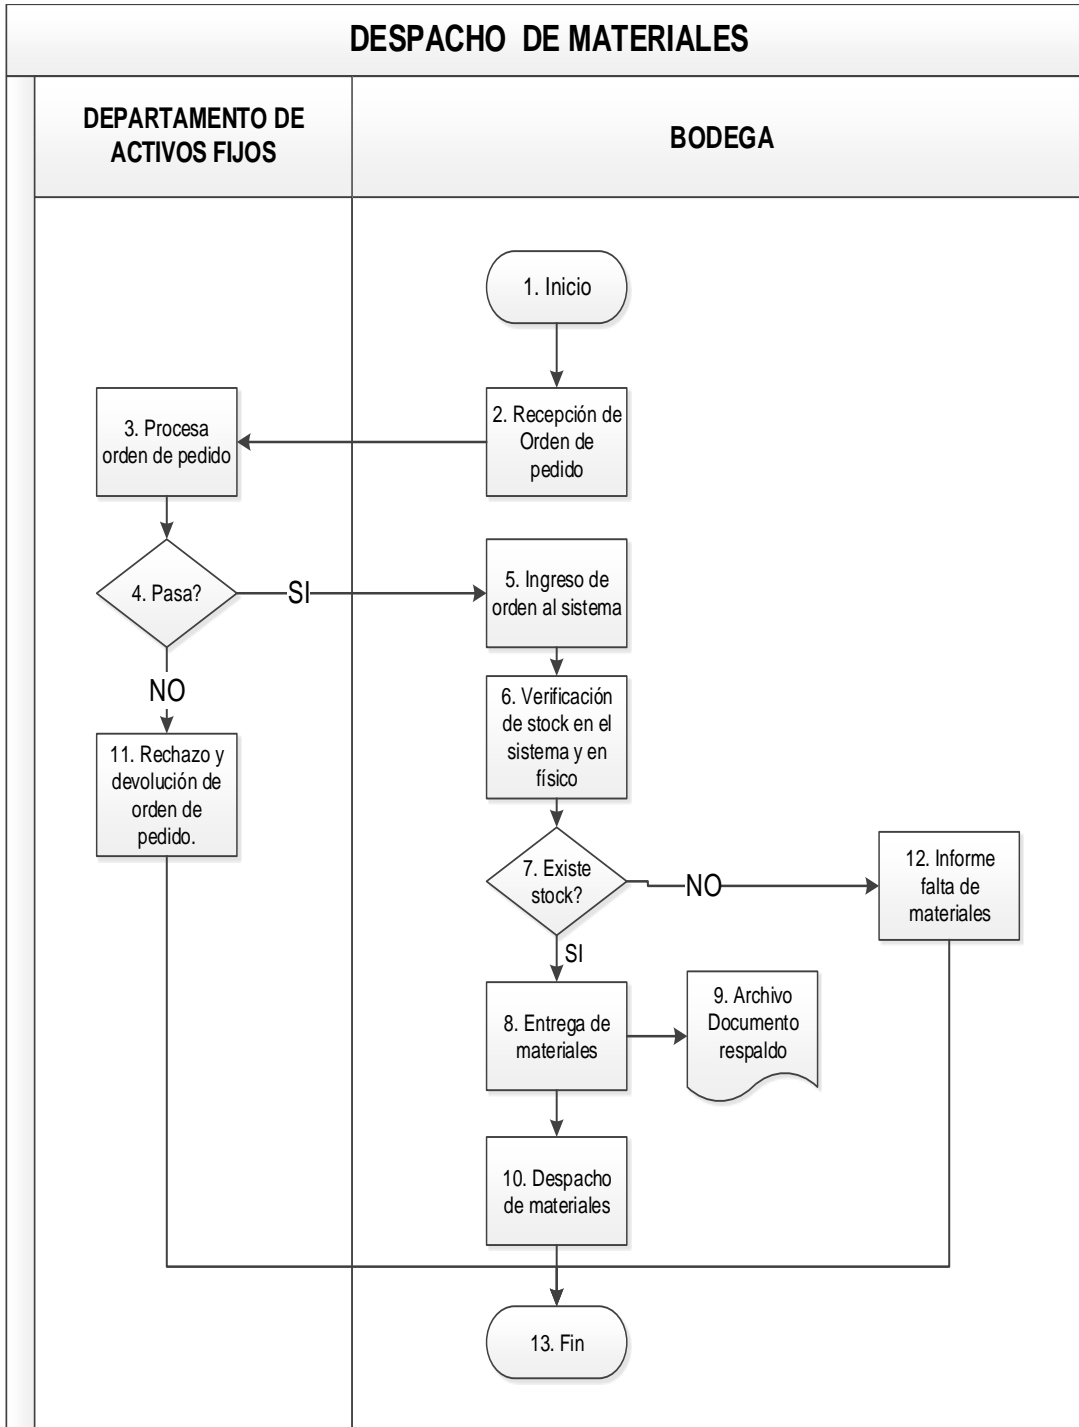 DESPACHO DE MATERIALES
DEPARTAMENTO DE
ACTIVOS FIJOS
BODEGA
1. Inicio
2. Recepción de
Orden de
pedido
3. Procesa
orden de pedido
4. Pasa?
SI
5. Ingreso de
orden al sistema
NO
6. Verificación
de stock en el
sistema y en
físico
11. Rechazo y
devolución de
orden de
pedido.
7. Existe
stock?
NO
12. Informe
falta de
materiales
SI
8. Entrega de
materiales
9. Archivo
Documento
respaldo
10. Despacho
de materiales
13. Fin